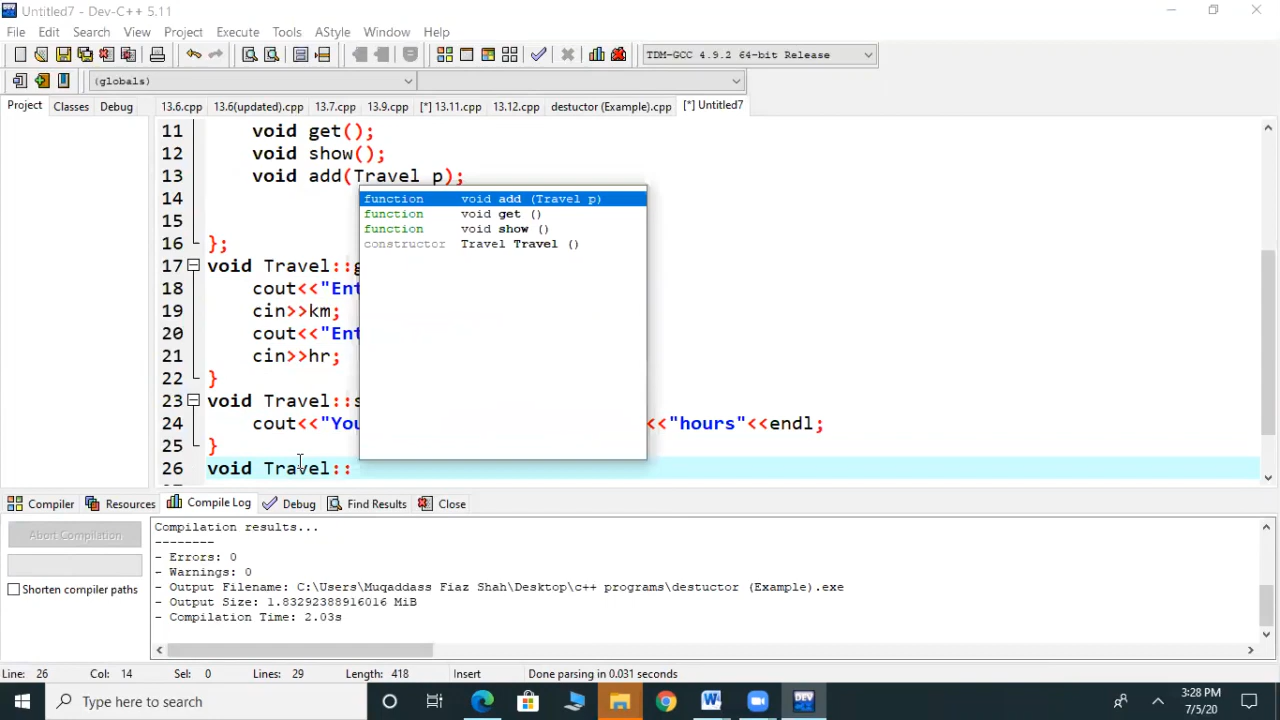 Untitled7 - Dev-C++ 5.11
File Edit Search View Project Execute Tools AStyle Window Help
TDM-GCC 4.9.2 64-bit Release
(globals)
Project Classes Debug 13.6.cpp 13.6(updated).cpp 13.7.cpp 13.9.cpp [*] 13.11.cpp 13.12.cpp destuctor (Example).cpp [*] Untitled7
11 void get();
12 void show();
13 void add(Travel p);
14
15
16 };
17 void Travel::g
18 cout<<"Ent
19 cin>>km;
20 cout<<"Ent
21 cin>>hr;
22 }
23 void Travel::s
24 cout<<"You <<"hours"<<endl;
25 }
26 void Travel::
function void add (Travel p)
function void get ()
function void show ()
constructor Travel Travel ()
Compiler Resources Compile Log Debug Find Results Close
Abort Compilation
Shorten compiler paths
Compilation results...
--------
- Errors: 0
- Warnings: 0
- Output Filename: C:\Users\Muqaddass Fiaz Shah\Desktop\c++ programs\destuctor (Example).exe
- Output Size: 1.83292388916016 MiB
- Compilation Time: 2.03s
Line: 26 Col: 14 Sel: 0 Lines: 29 Length: 418 Insert Done parsing in 0.031 seconds
Type here to search
3:28 PM
7/5/20